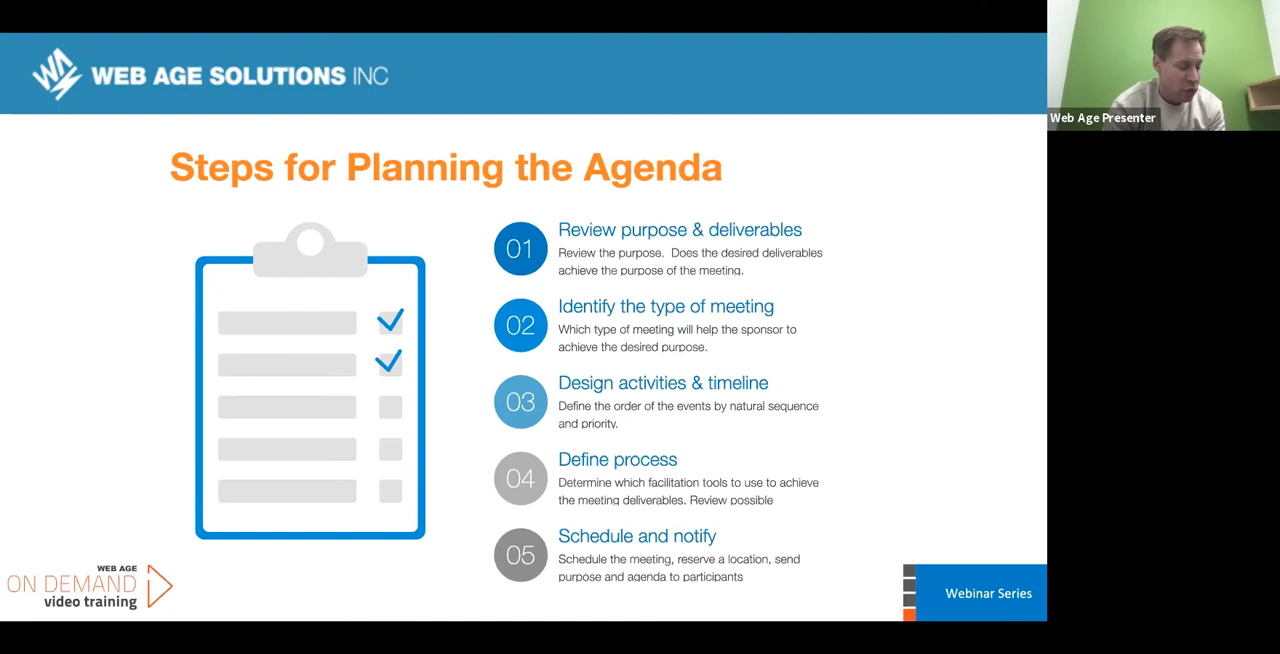 WEB AGE SOLUTIONS INC
Web Age Presenter
Steps for Planning the Agenda
01
Review purpose & deliverables
Review the purpose. Does the desired deliverables
achieve the purpose of the meeting.
02
Identify the type of meeting
Which type of meeting will help the sponsor to
achieve the desired purpose.
03
Design activities & timeline
Define the order of the events by natural sequence
and priority.
04
Define process
Determine which facilitation tools to use to achieve
the meeting deliverables. Review possible
05
Schedule and notify
Schedule the meeting, reserve a location, send
purpose and agenda to participants
WEB AGE
ON DEMAND
video training
Webinar Series